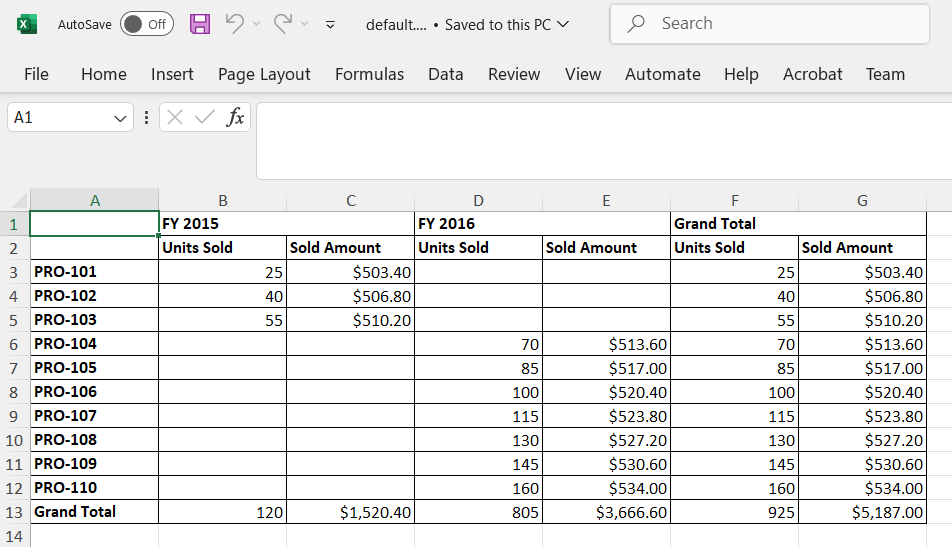 AutoSave Off default.... • Saved to this PC Search
File Home Insert Page Layout Formulas Data Review View Automate Help Acrobat Team
A1 fx
A B C D E F G
1 FY 2015 FY 2016 Grand Total
2 Units Sold Sold Amount Units Sold Sold Amount Units Sold Sold Amount
3 PRO-101 25 $503.40 25 $503.40
4 PRO-102 40 $506.80 40 $506.80
5 PRO-103 55 $510.20 55 $510.20
6 PRO-104 70 $513.60 70 $513.60
7 PRO-105 85 $517.00 85 $517.00
8 PRO-106 100 $520.40 100 $520.40
9 PRO-107 115 $523.80 115 $523.80
10 PRO-108 130 $527.20 130 $527.20
11 PRO-109 145 $530.60 145 $530.60
12 PRO-110 160 $534.00 160 $534.00
13 Grand Total 120 $1,520.40 805 $3,666.60 925 $5,187.00
14